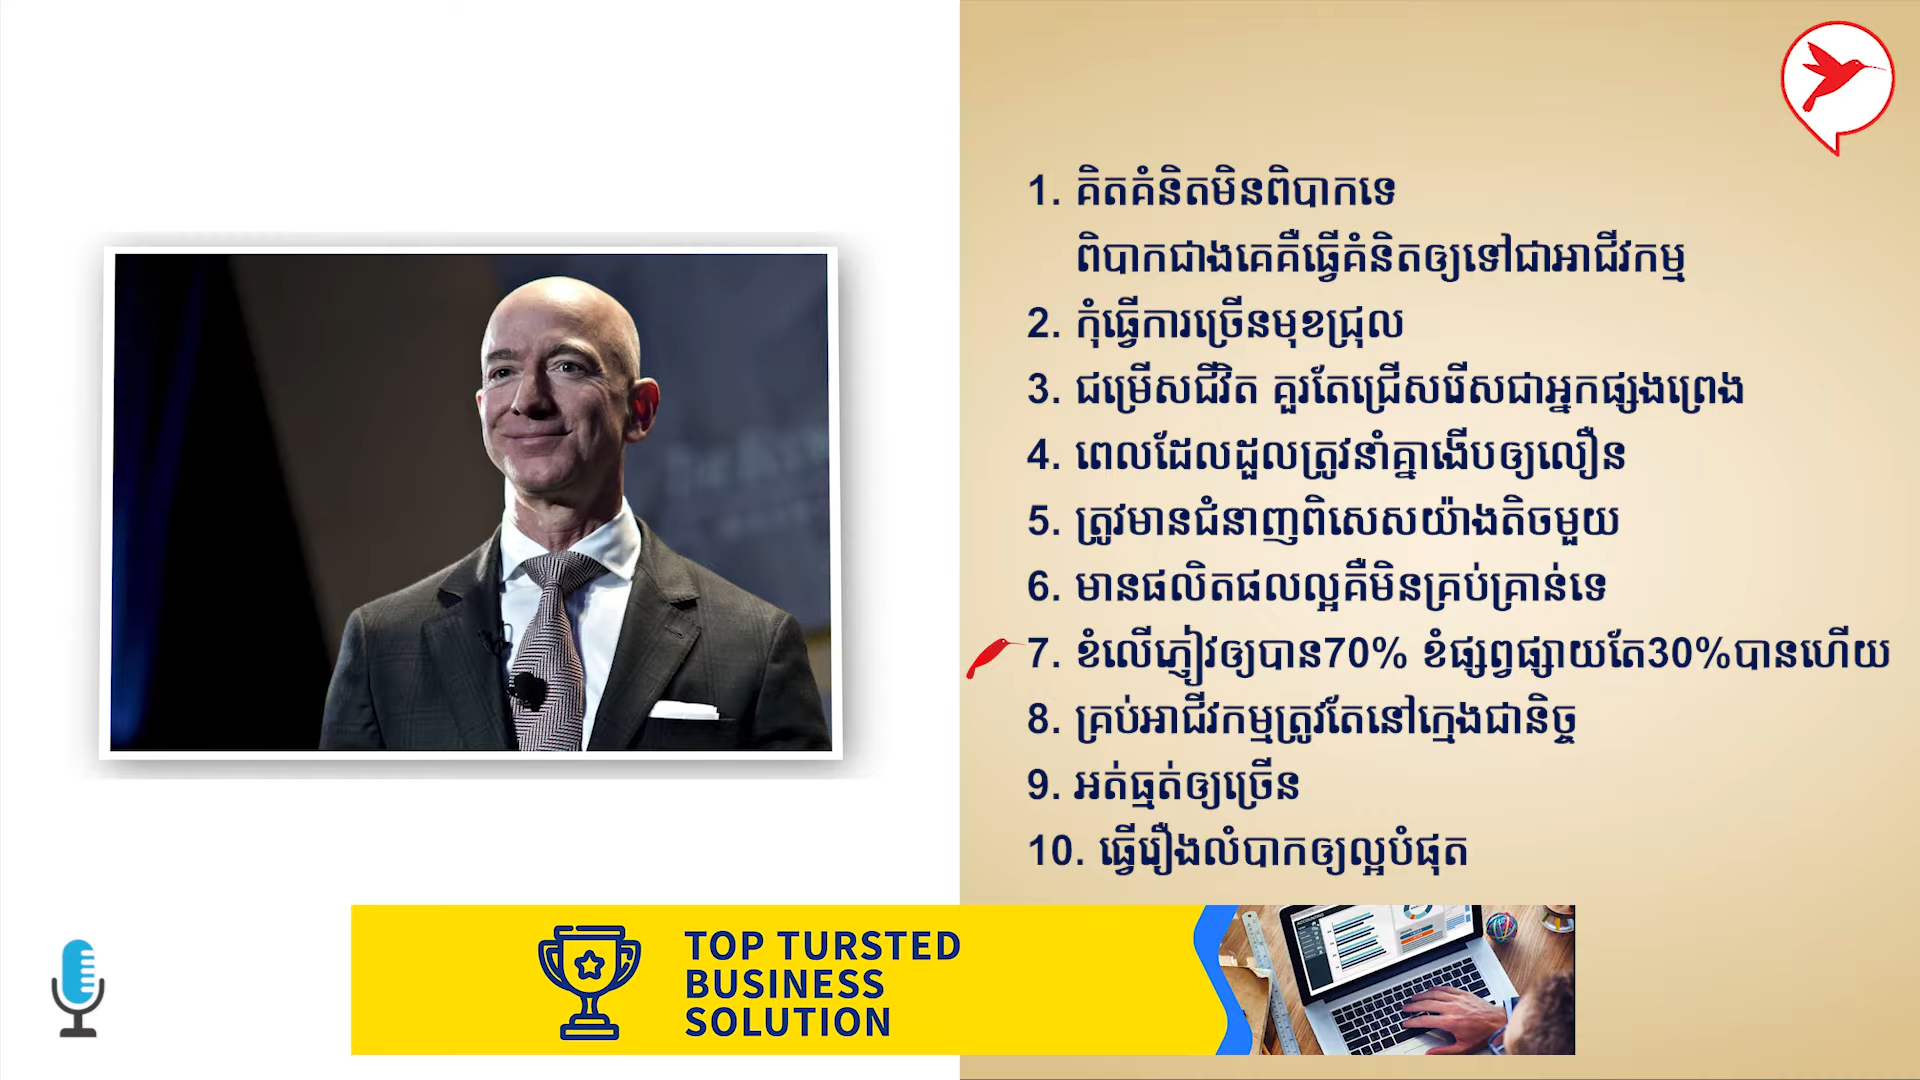 1. គិតគំនិតមិនពិបាកទេ
ពិបាកជាងគេគឺធ្វើគំនិតឲ្យទៅជាអាជីវកម្ម
2. កុំធ្វើការច្រើនមុខជ្រុល
3. ជម្រើសជីវិត គួរតែជ្រើសរើសជាអ្នកផ្សងព្រេង
4. ពេលដែលដួលត្រូវនាំគ្នាងើបឲ្យលឿន
5. ត្រូវមានជំនាញពិសេសយ៉ាងតិចមួយ
6. មានផលិតផលល្អគឺមិនគ្រប់គ្រាន់ទេ
7. ខំលើភ្ញៀវឲ្យបាន70% ខំផ្សព្វផ្សាយតែ30%បានហើយ
8. គ្រប់អាជីវកម្មត្រូវតែនៅក្មេងជានិច្ច
9. អត់ធ្មត់ឲ្យច្រើន
10. ធ្វើរឿងលំបាកឲ្យល្អបំផុត
TOP TURSTED
BUSINESS
SOLUTION